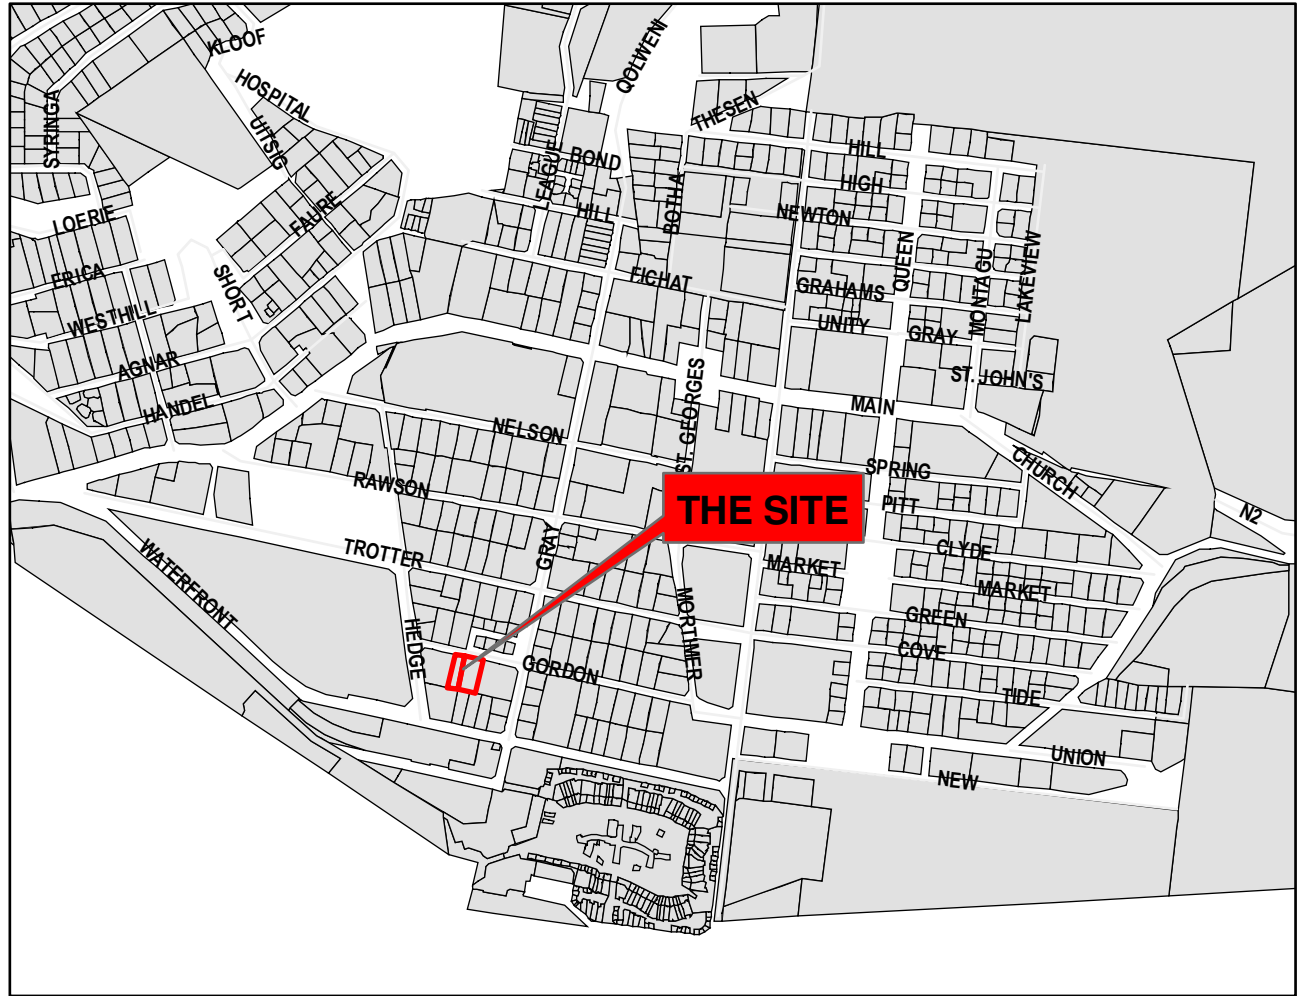 KLOOF
QOLWENI
HOSPITAL
SYRINGA
UITSIG
THESEN
LEAGUE
BOND
HILL
HIGH
BOTHA
LOERIE
FAURE
HILL
NEWTON
QUEEN
ERICA
SHORT
FICHAT
GRAHAMS
MONTAGU
LAKEVIEW
WESTHILL
UNITY
GRAY
AGNAR
ST. JOHN'S
HANDEL
ST. GEORGES
MAIN
NELSON
SPRING
CHURCH
RAWSON
THE SITE
PITT
N2
TROTTER
GRAY
CLYDE
WATERFRONT
MARKET
MARKET
MORTIMER
GREEN
HEDGE
COVE
GORDON
TIDE
UNION
NEW